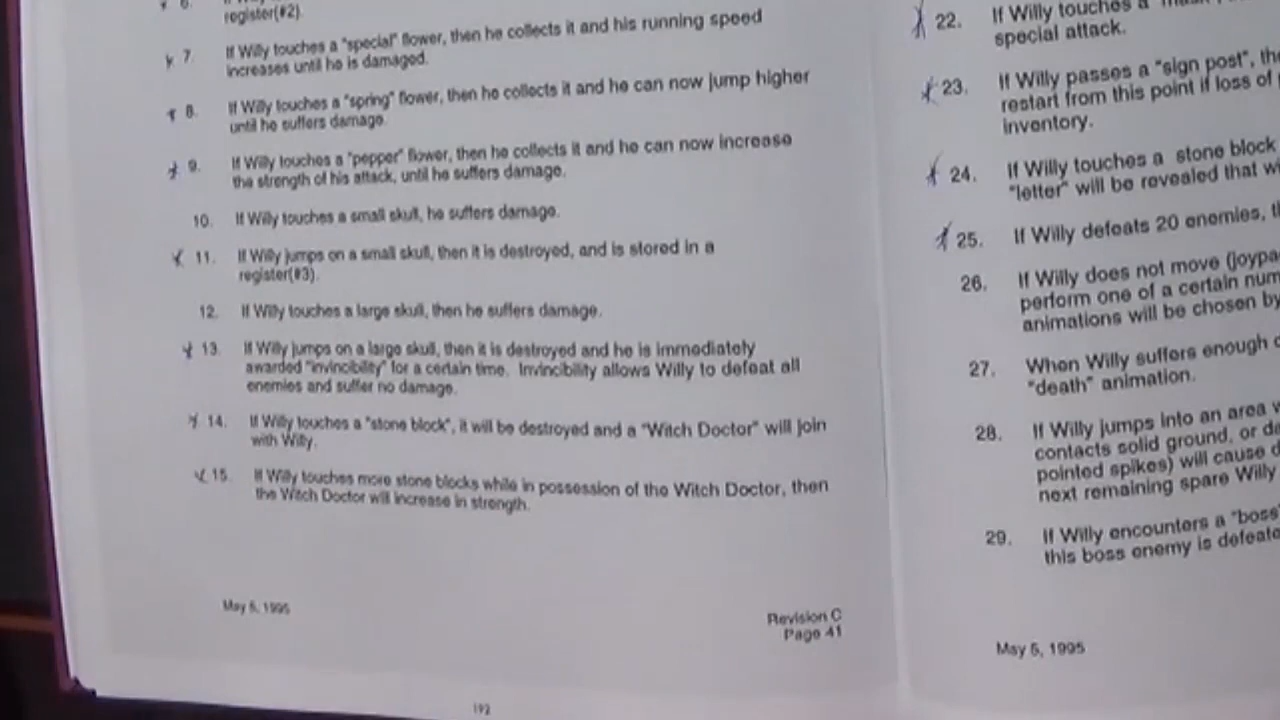 6.
register(#2).
7. If Willy touches a "special" flower, then he collects it and his running speed
increases until he is damaged.
8. If Willy touches a "spring" flower, then he collects it and he can now jump higher
until he suffers damage.
9. If Willy touches a "pepper" flower, then he collects it and he can now increase
the strength of his attack, until he suffers damage.
10. If Willy touches a small skull, he suffers damage.
11. If Willy jumps on a small skull, then it is destroyed, and is stored in a
register(#3).
12. If Willy touches a large skull, then he suffers damage.
13. If Willy jumps on a large skull, then it is destroyed and he is immediately
awarded "invincibility" for a certain time. Invincibility allows Willy to defeat all
enemies and suffer no damage.
14. If Willy touches a "stone block", it will be destroyed and a "Witch Doctor" will join
with Willy.
15. If Willy touches more stone blocks while in possession of the Witch Doctor, then
the Witch Doctor will increase in strength.
May 5, 1995
Revision C
Page 41
192
22. If Willy touches a
special attack.
23. If Willy passes a "sign post",
restart from this point if loss of
inventory.
24. If Willy touches a stone block
"letter" will be revealed that
25. If Willy defeats 20 enemies,
26. If Willy does not move
perform one of a certain
animations will be chosen by
27. When Willy suffers enough
"death" animation.
28. If Willy jumps into an area
contacts solid ground, or
pointed spikes) will cause
next remaining spare Willy
29. If Willy encounters a "boss"
this boss enemy is
May 5, 1995